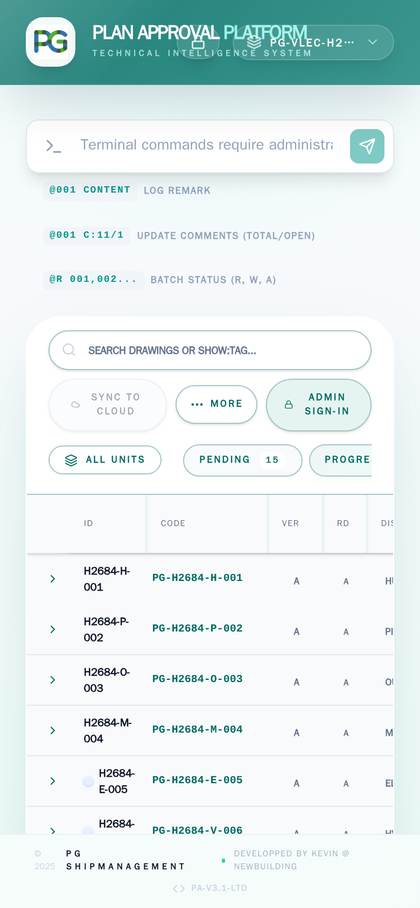 PG
PLAN APPROVAL PLATFORM
TECHNICAL INTELLIGENCE SYSTEM
PG-VLEC-H2···
Terminal commands require administra
@001 CONTENT LOG REMARK
@001 C:11/1 UPDATE COMMENTS (TOTAL/OPEN)
@R 001,002... BATCH STATUS (R, W, A)
SEARCH DRAWINGS OR SHOW:TAG...
SYNC TO
CLOUD
MORE
ADMIN
SIGN-IN
ALL UNITS
PENDING 15
PROGRE
ID CODE VER RD DIS
H2684-H-
001
PG-H2684-H-001 A A HU
H2684-P-
002
PG-H2684-P-002 A A PI
H2684-O-
003
PG-H2684-O-003 A A OU
H2684-M-
004
PG-H2684-M-004 A A M
H2684-
E-005
PG-H2684-E-005 A A EL
H2684-
PG-H2684-V-006 A A
©
2025
PG
SHIPMANAGEMENT
DEVELOPPED BY KEVIN @
NEWBUILDING
PA-V3.1-LTD